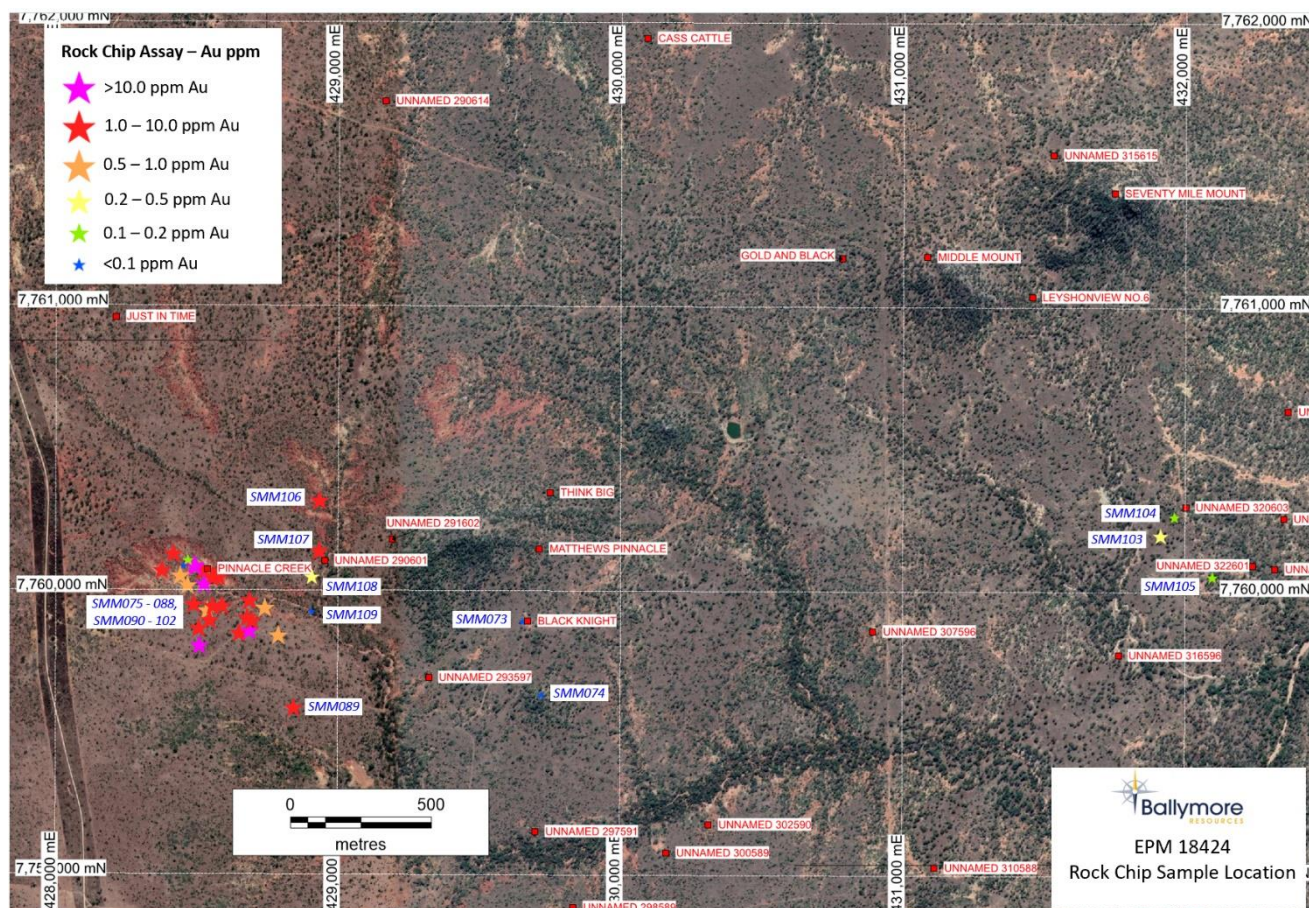 7,762,000 mN
7,762,000 mN
Rock Chip Assay – Au ppm
>10.0 ppm Au
1.0 – 10.0 ppm Au
0.5 – 1.0 ppm Au
0.2 – 0.5 ppm Au
0.1 – 0.2 ppm Au
<0.1 ppm Au
429,000 mE
430,000 mE
431,000 mE
432,000 mE
CASS CATTLE
UNNAMED 290614
UNNAMED 315615
SEVENTY MILE MOUNT
GOLD AND BLACK
MIDDLE MOUNT
LEYSHONVIEW NO.6
7,761,000 mN
7,761,000 mN
JUST IN TIME
SMM106
THINK BIG
SMM104
UNNAMED 320603
SMM103
UNNAMED 291602
SMM107
UNNAMED 290601
MATTHEWS PINNACLE
PINNACLE CREEK
SMM108
UNNAMED 322601
SMM105
7,760,000 mN
SMM075 - 088,
SMM090 - 102
SMM109
SMM073
BLACK KNIGHT
UNNAMED 307596
UNNAMED 316596
UNNAMED 293597
SMM074
SMM089
0
500
metres
UNNAMED 297591
UNNAMED 302590
UNNAMED 300589
UNNAMED 310588
UNNAMED 298589
428,000 mE
429,000 mE
431,000 mE
Ballymore
RESOURCES
EPM 18424
Rock Chip Sample Location